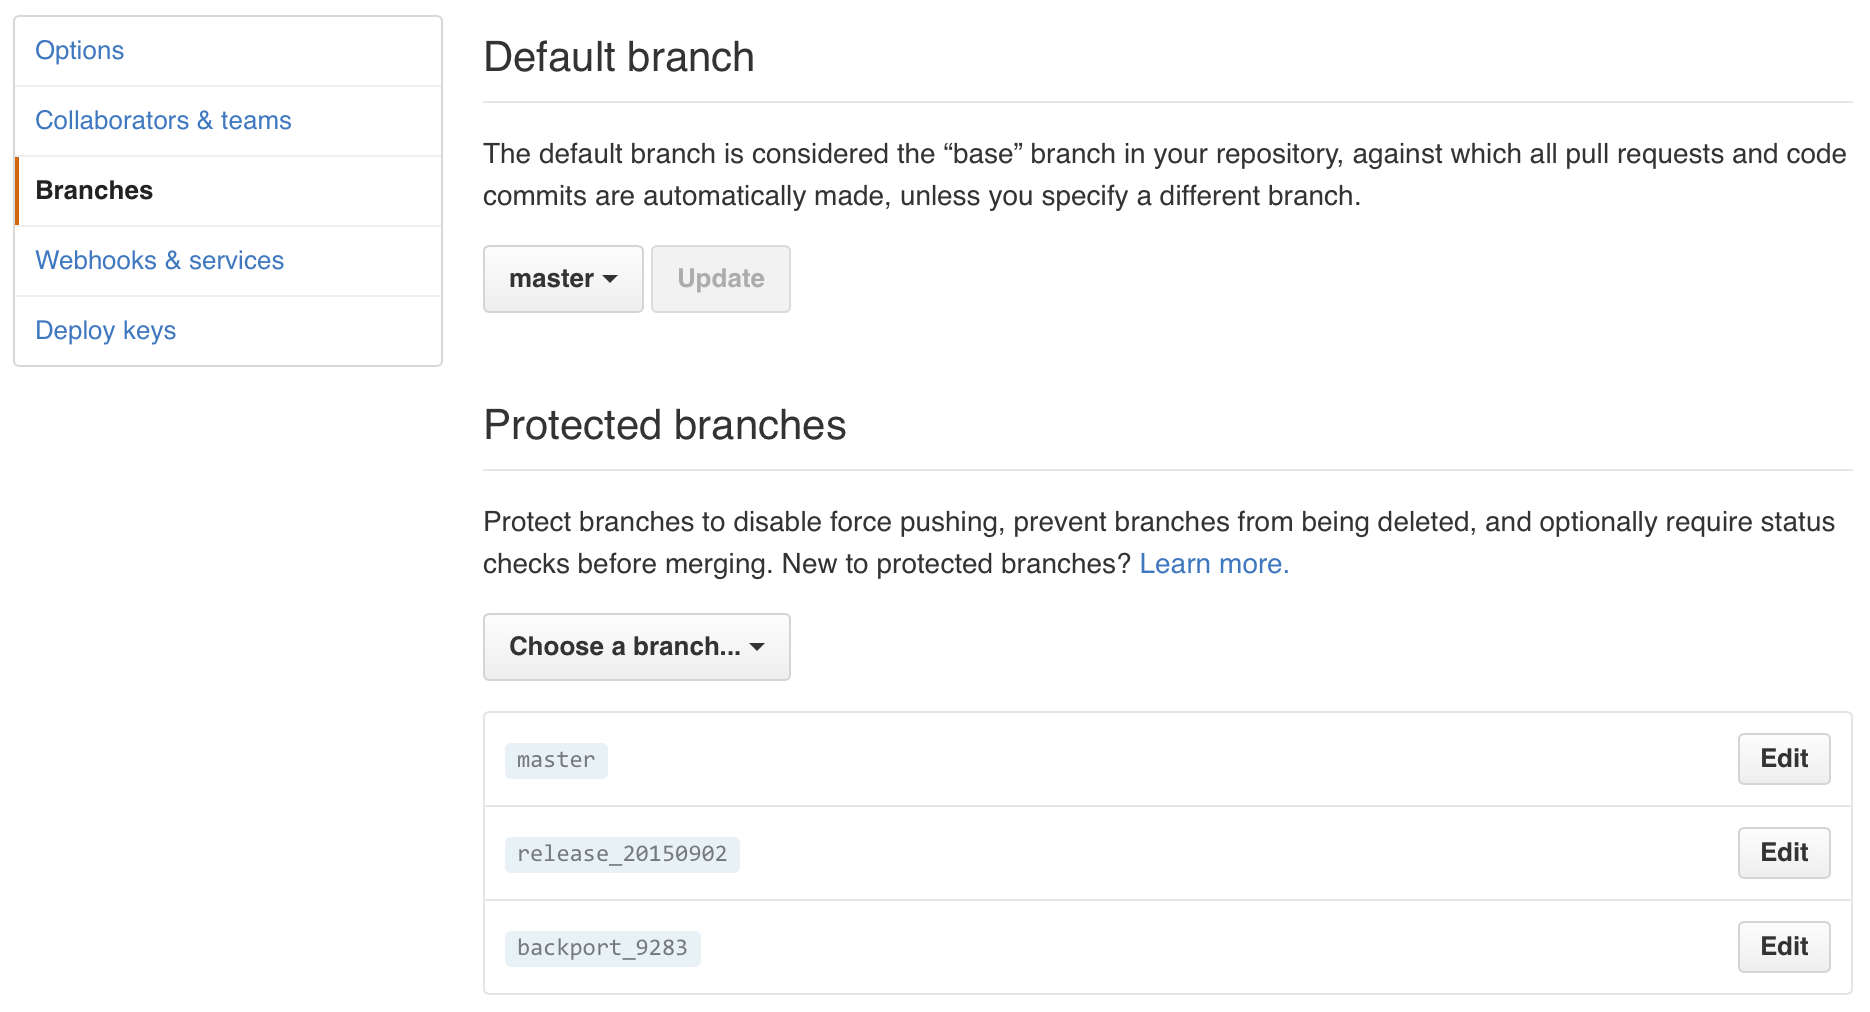 Options
Collaborators & teams
Branches
Webhooks & services
Deploy keys
Default branch
The default branch is considered the “base” branch in your repository, against which all pull requests and code
commits are automatically made, unless you specify a different branch.
master Update
Protected branches
Protect branches to disable force pushing, prevent branches from being deleted, and optionally require status
checks before merging. New to protected branches? Learn more.
Choose a branch...
master Edit
release_20150902 Edit
backport_9283 Edit